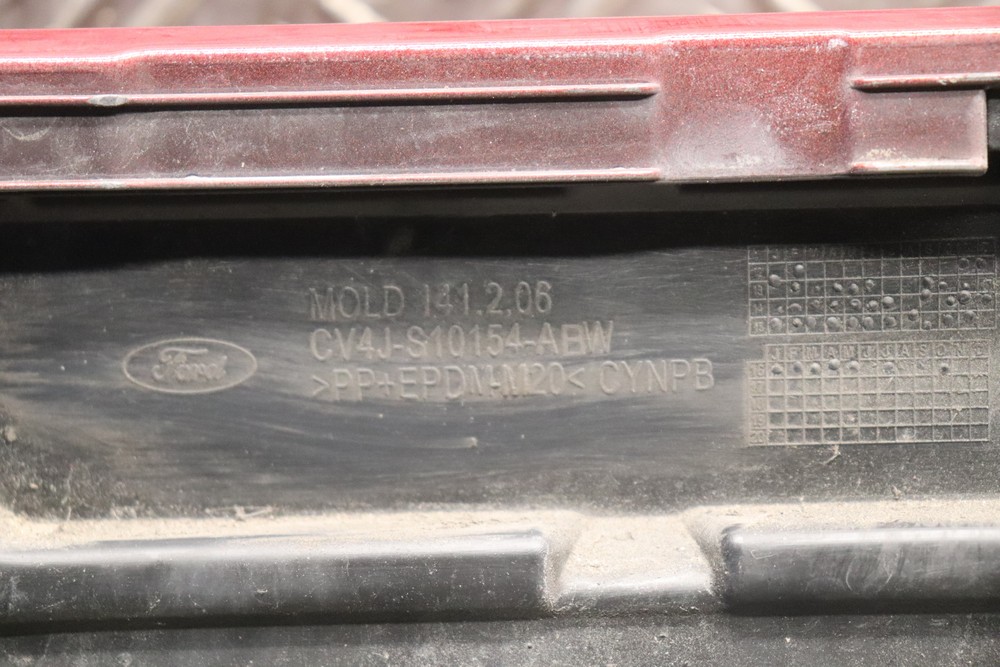 MOLD 141.2.06
CV4J-S10154-ABW
>PP+EPDM-M20< CYNPB
Ford
J F M A M J J A S O N D